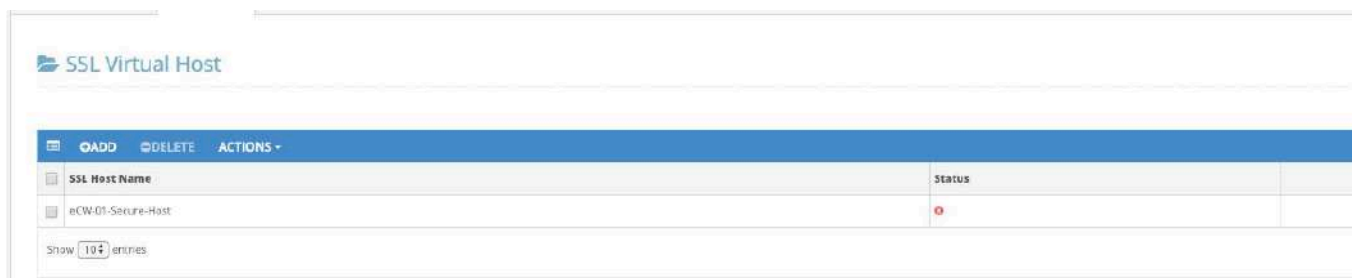 SSL Virtual Host
ADD DELETE ACTIONS
SSL Host Name Status
eCW-01-Secure-Host
Show 10 entries